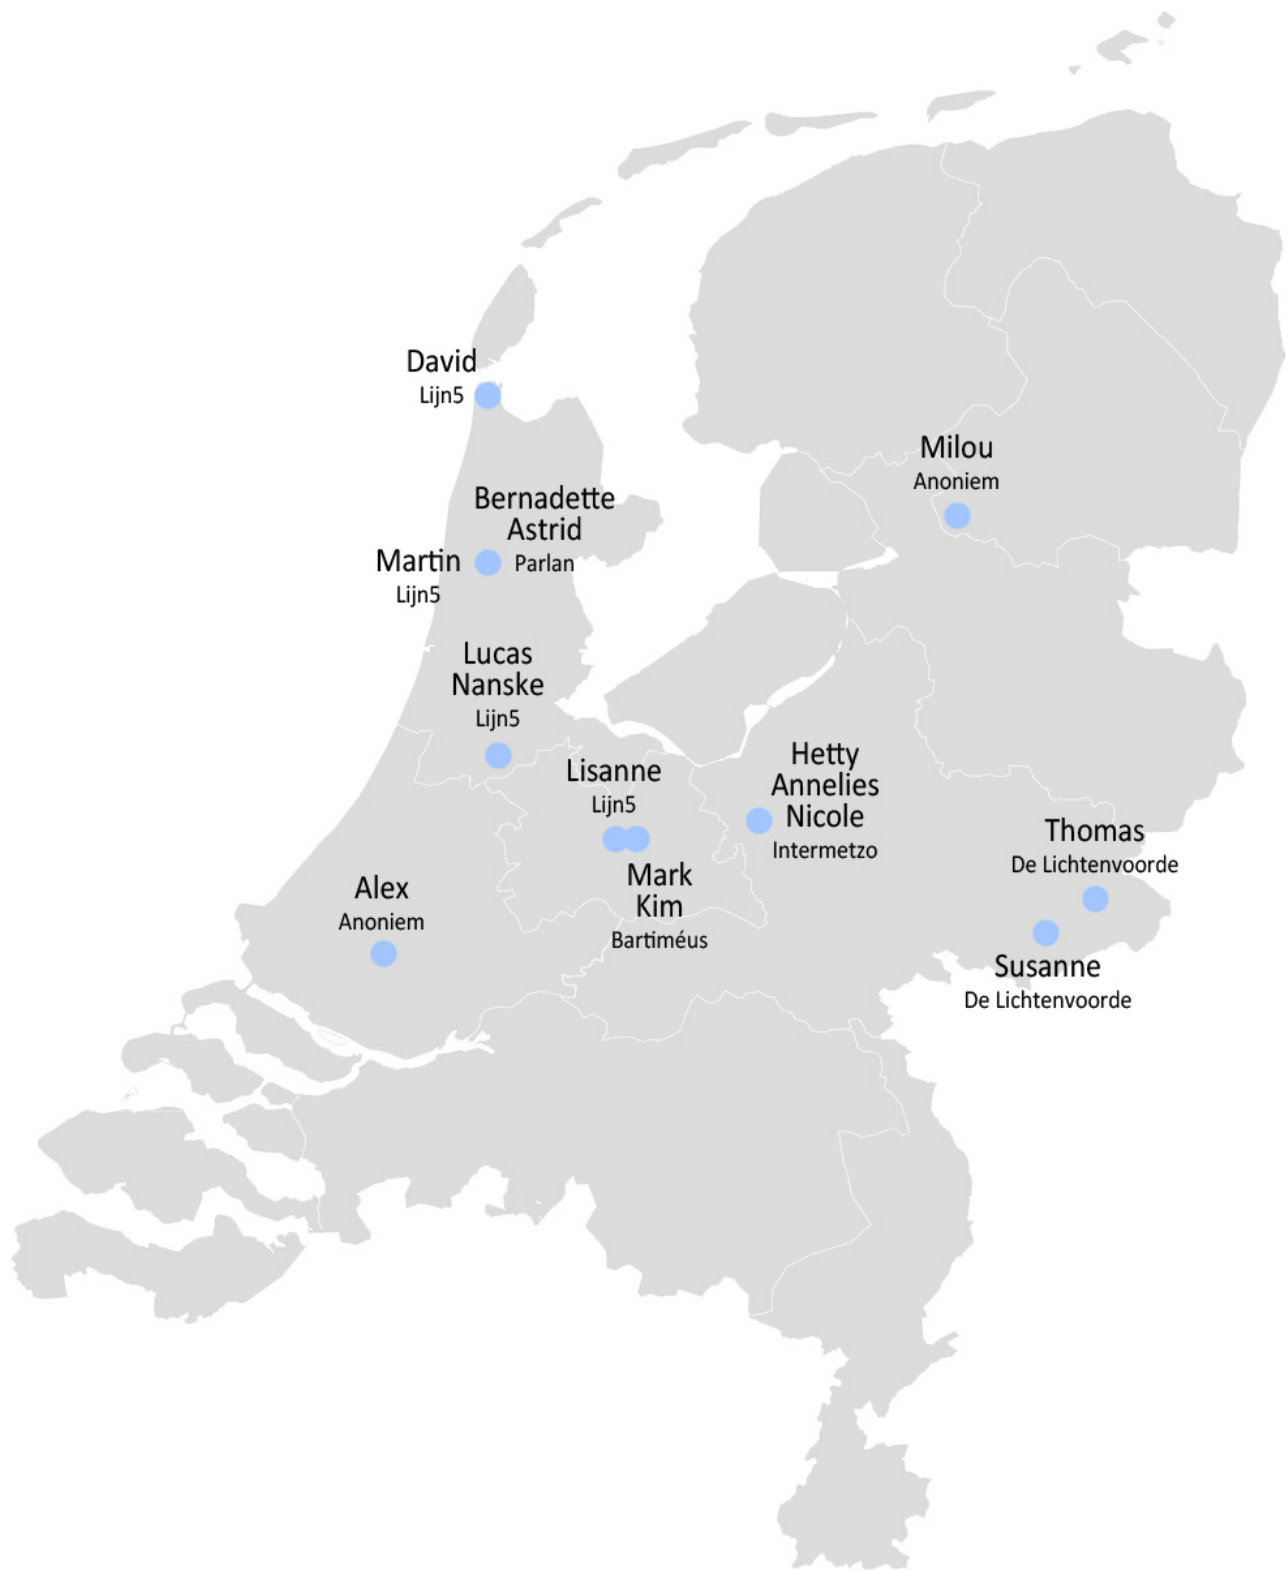 David
Lijn5
Milou
Anoniem
Bernadette
Astrid
Parlan
Martin
Lijn5
Lucas
Nanske
Lijn5
Lisanne
Lijn5
Hetty
Annelies
Nicole
Intermetzo
Thomas
De Lichtenvoorde
Mark
Kim
Bartiméus
Alex
Anoniem
Susanne
De Lichtenvoorde